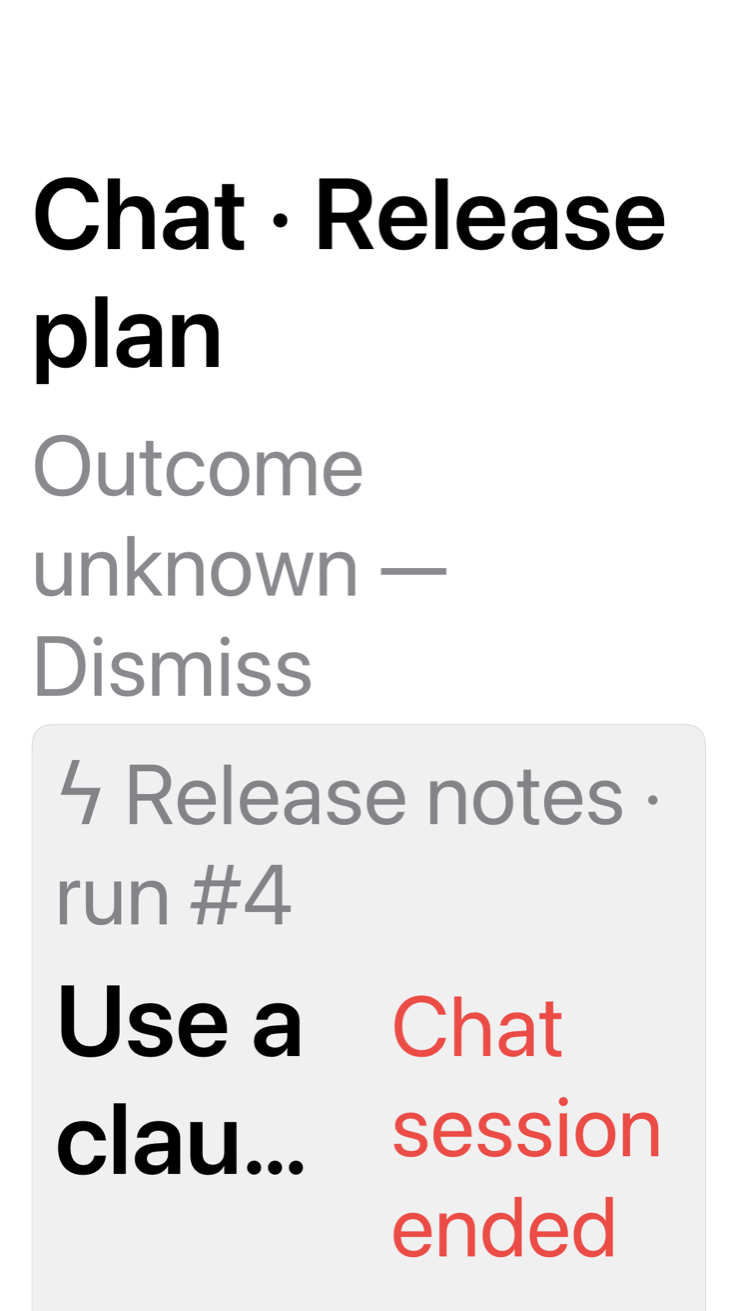 Chat · Release
plan
Outcome
unknown —
Dismiss
ϟ Release notes ·
run #4
Use a
clau…
Chat
session
ended